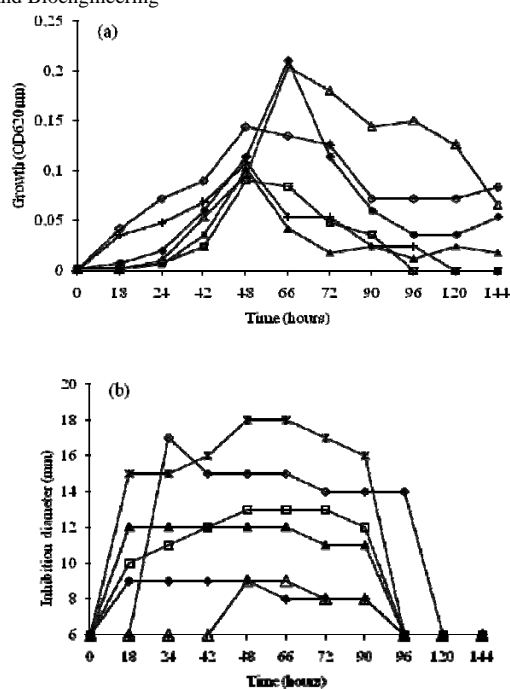 nd Bioengineering
(a)
0,25
0,2
0,15
0,1
0,05
0
Growth (OD620nm)
0 18 24 42 48 66 72 90 96 120 144
Time (hours)
(b)
20
18
16
14
12
10
8
6
Inhibition diameter (mm)
0 18 24 42 48 66 72 90 96 120 144
Time (hours)